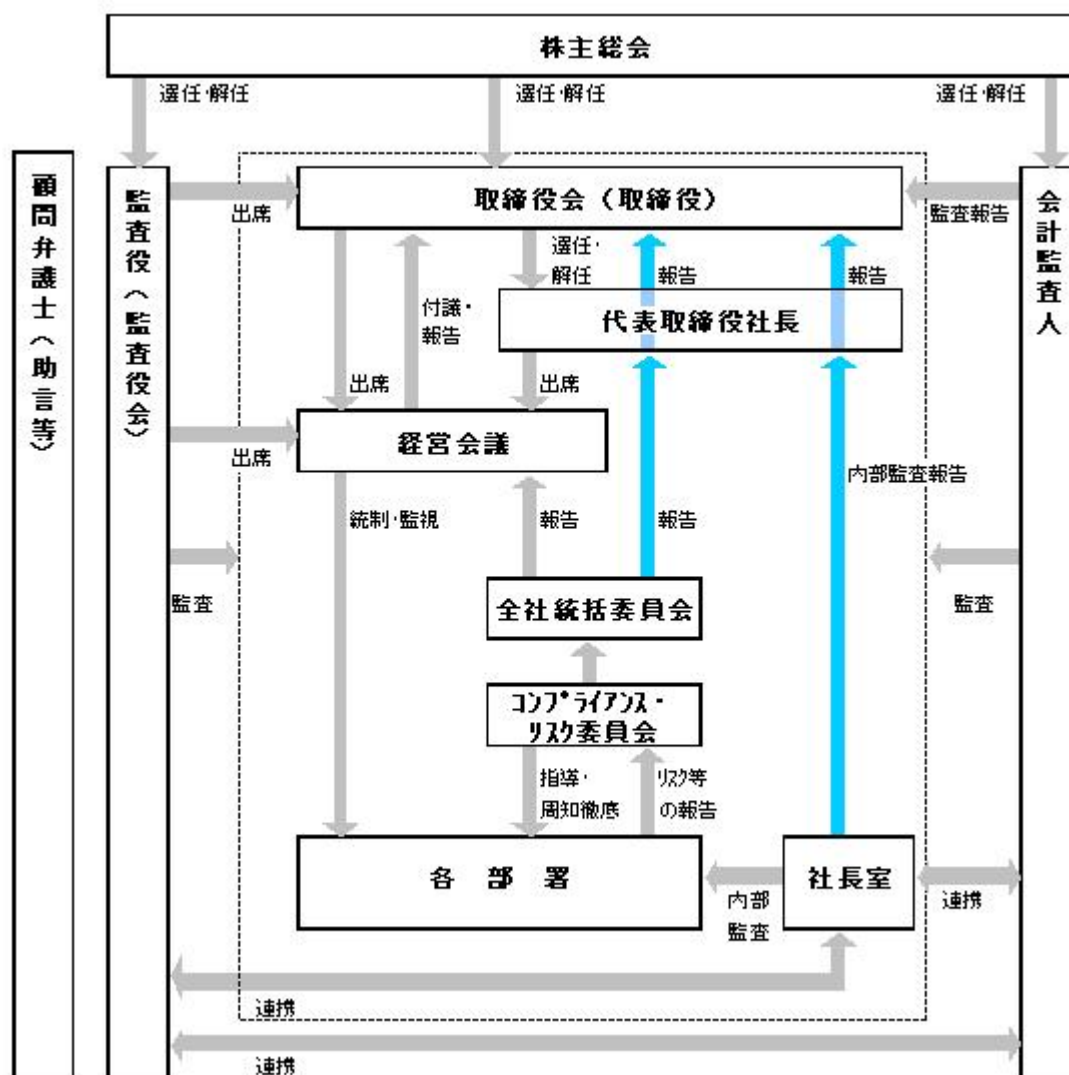 株主総会
選任・解任
選任・解任
選任・解任
顧問弁護士（助言等）
監査役（監査役会）
会計監査人
取締役会（取締役）
出席
監査報告
選任・
解任
報告
報告
代表取締役社長
付議・
報告
出席
出席
経営会議
出席
内部監査報告
統制・監視
報告
報告
監査
監査
全社統括委員会
ｺﾝﾌﾟﾗｲｱﾝｽ・
ﾘｽｸ委員会
指導・
周知徹底
ﾘｽｸ等
の報告
各部署
社長室
内部
監査
連携
連携
連携